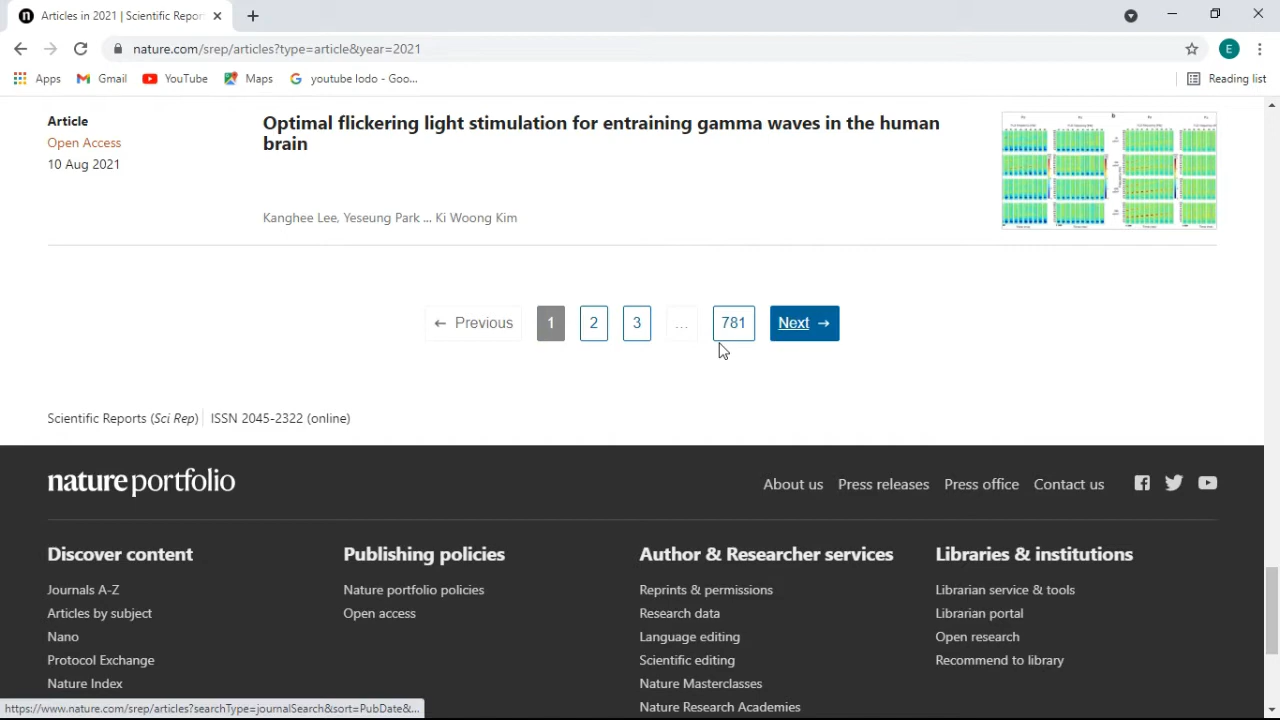 Articles in 2021 | Scientific Repor
nature.com/srep/articles?type=article&year=2021
E
Apps
Gmail
YouTube
Maps
youtube lodo - Goo...
Reading list
Article
Open Access
10 Aug 2021
Optimal flickering light stimulation for entraining gamma waves in the human
brain
Kanghee Lee, Yeseung Park ... Ki Woong Kim
← Previous
1
2
3
...
781
Next →
Scientific Reports (Sci Rep) ISSN 2045-2322 (online)
nature portfolio
About us
Press releases
Press office
Contact us
Discover content
Publishing policies
Author & Researcher services
Libraries & institutions
Journals A-Z
Nature portfolio policies
Reprints & permissions
Librarian service & tools
Articles by subject
Open access
Research data
Librarian portal
Nano
Language editing
Open research
Protocol Exchange
Scientific editing
Recommend to library
Nature Index
Nature Masterclasses
Nature Research Academies
https://www.nature.com/srep/articles?searchType=journalSearch&sort=PubDate&...